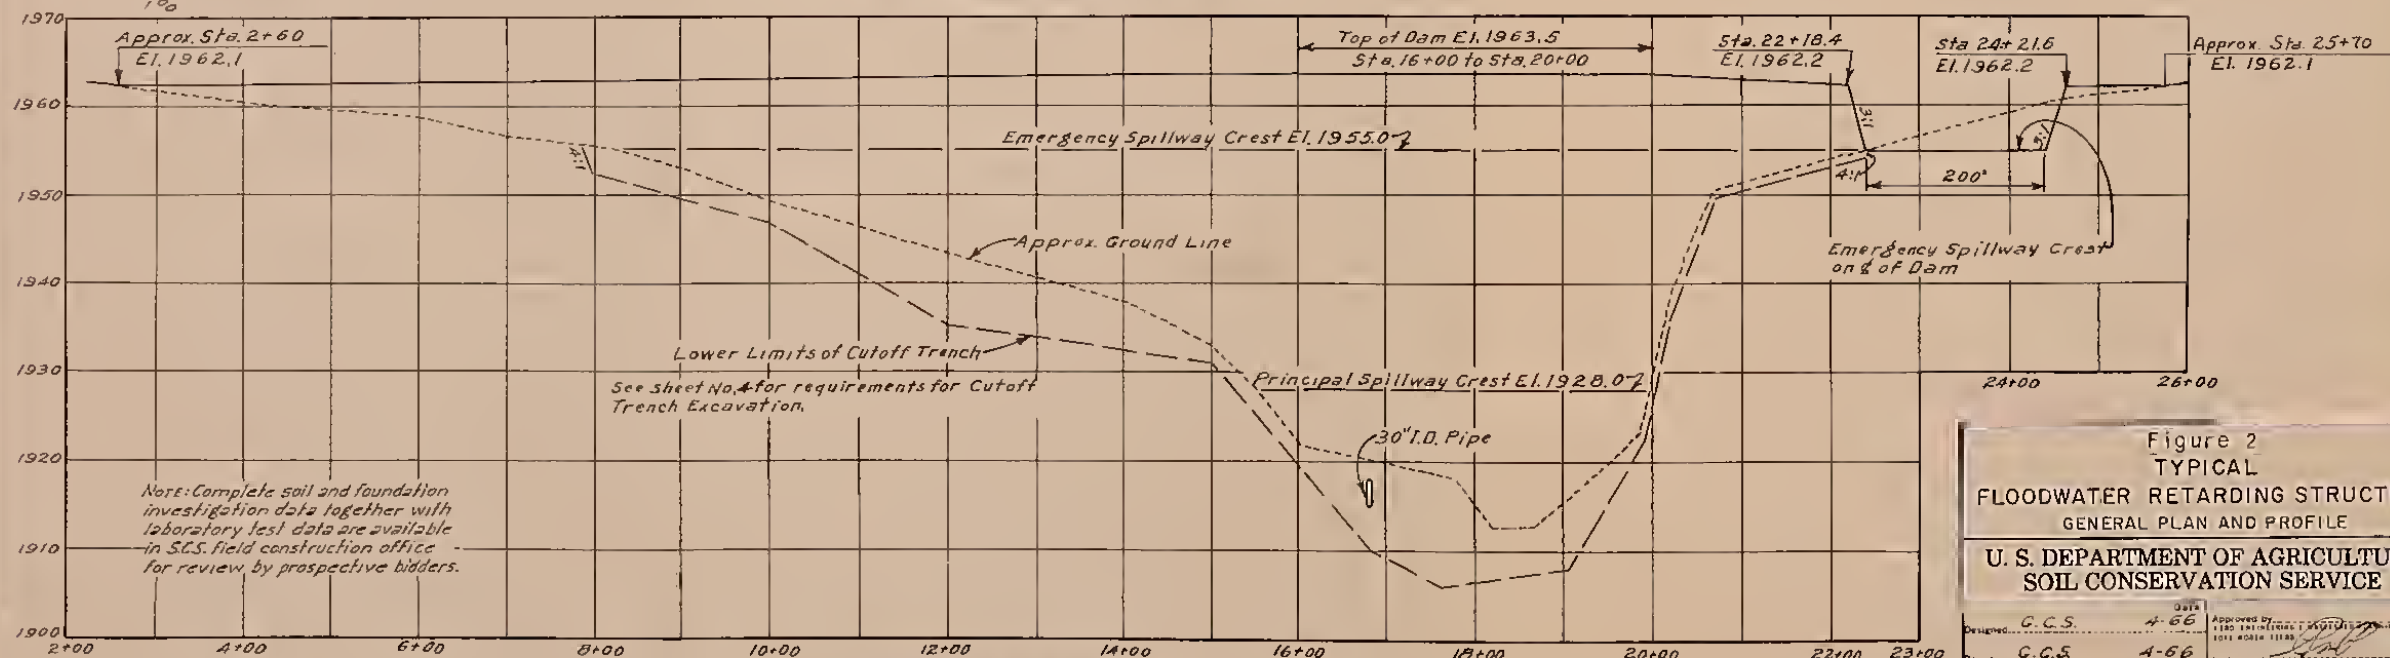 1970
1960
1950
1940
1930
1920
1910
1900
Approx. Sta. 2+60
El. 1962.1
Top of Dam El. 1963.5
Sta. 16+00 to Sta. 20+00
Sta. 22+18.4
El. 1962.2
Sta 24+21.6
El. 1962.2
Approx. Sta. 25+70
El. 1962.1
Emergency Spillway Crest El. 1955.0
4:1
3:1
3:1
4:1
200'
Approx. Ground Line
Emergency Spillway Crest
on ℄ of Dam
Lower Limits of Cutoff Trench
See sheet No. 4 for requirements for Cutoff
Trench Excavation.
Principal Spillway Crest El. 1928.0
30" I.D. Pipe
Note: Complete soil and foundation
investigation data together with
laboratory test data are available
in S.C.S. field construction office
for review by prospective bidders.
24+00 26+00
2+00 4+00 6+00 8+00 10+00 12+00 14+00 16+00 18+00 20+00 22+00 23+00
Figure 2
TYPICAL
FLOODWATER RETARDING STRUCT
GENERAL PLAN AND PROFILE
U. S. DEPARTMENT OF AGRICULTU
SOIL CONSERVATION SERVICE
Date
Designed G.C.S. 4-66
Approved by
G.C.S. 4-66